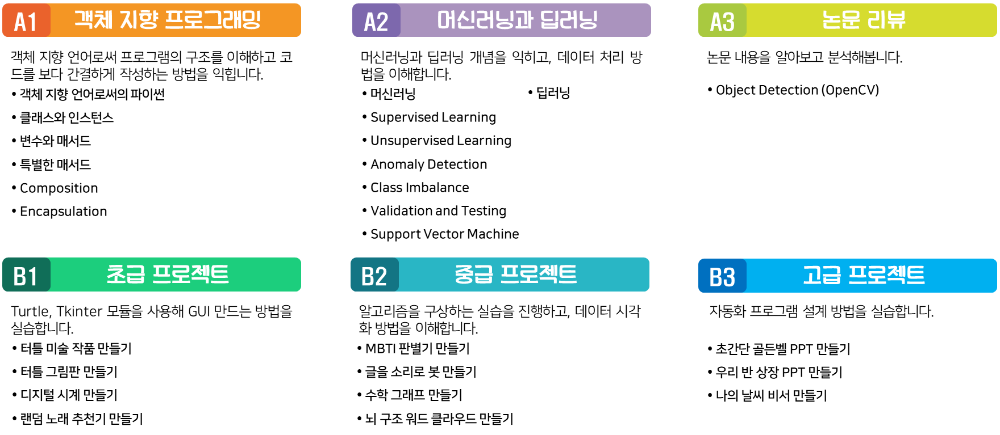 A1 객체 지향 프로그래밍
객체 지향 언어로써 프로그램의 구조를 이해하고 코
드를 보다 간결하게 작성하는 방법을 익힙니다.
• 객체 지향 언어로써의 파이썬
• 클래스와 인스턴스
• 변수와 매서드
• 특별한 매서드
• Composition
• Encapsulation
A2 머신러닝과 딥러닝
머신러닝과 딥러닝 개념을 익히고, 데이터 처리 방
법을 이해합니다.
• 머신러닝
• Supervised Learning
• Unsupervised Learning
• Anomaly Detection
• Class Imbalance
• Validation and Testing
• Support Vector Machine
• 딥러닝
A3 논문 리뷰
논문 내용을 알아보고 분석해봅니다.
• Object Detection (OpenCV)
B1 초급 프로젝트
Turtle, Tkinter 모듈을 사용해 GUI 만드는 방법을
실습합니다.
• 터틀 미술 작품 만들기
• 터틀 그림판 만들기
• 디지털 시계 만들기
• 랜덤 노래 추천기 만들기
B2 중급 프로젝트
알고리즘을 구상하는 실습을 진행하고, 데이터 시각
화 방법을 이해합니다.
• MBTI 판별기 만들기
• 글을 소리로 봇 만들기
• 수학 그래프 만들기
• 뇌 구조 워드 클라우드 만들기
B3 고급 프로젝트
자동화 프로그램 설계 방법을 실습합니다.
• 초간단 골든벨 PPT 만들기
• 우리 반 상장 PPT 만들기
• 나의 날씨 비서 만들기